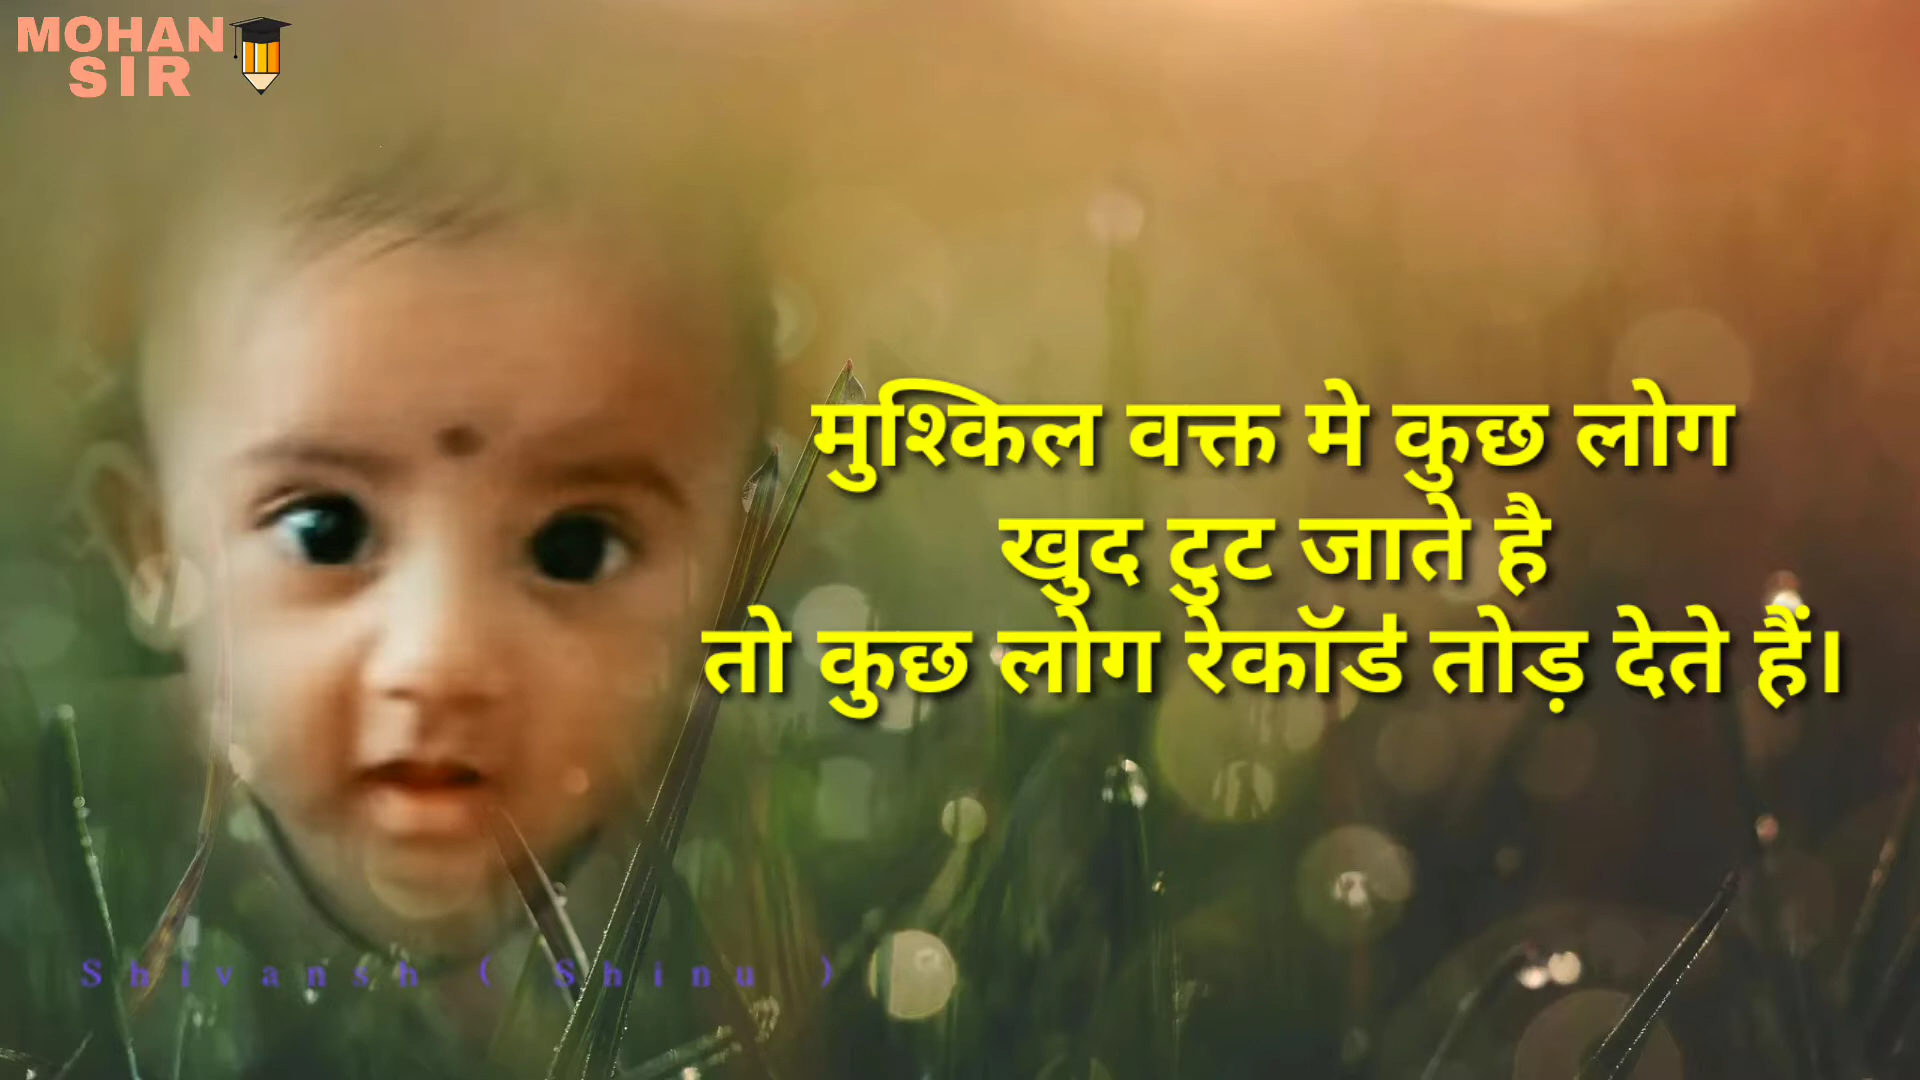 MOHAN
SIR
मुश्किल वक्त मे कुछ लोग
खुद टुट जाते है
तो कुछ लोग रेकॉर्ड तोड़ देते हैं।
Shivansh ( Shinu )